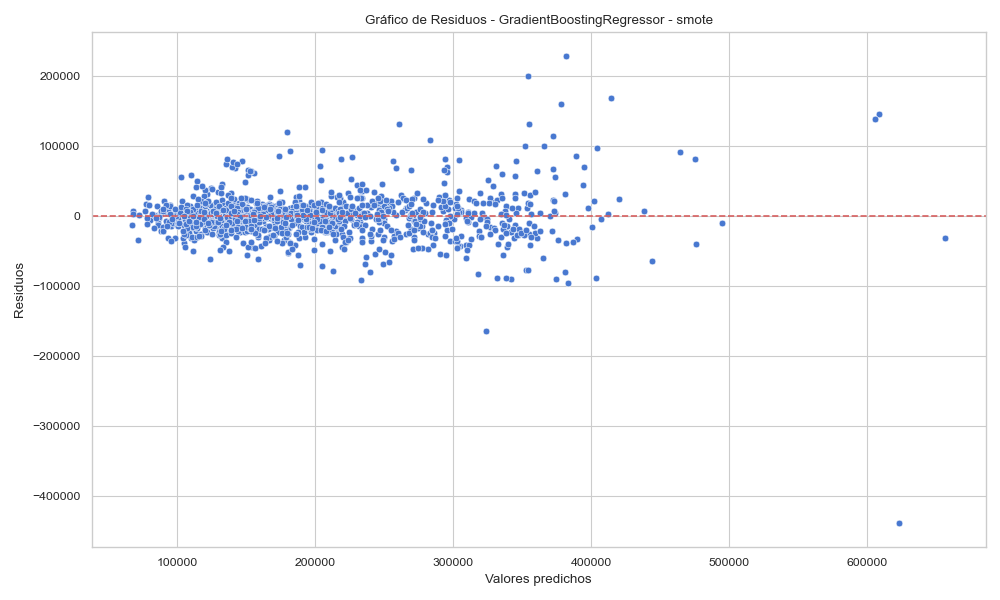 Gráfico de Residuos - GradientBoostingRegressor - smote
200000
100000
0
−100000
−200000
−300000
−400000
Residuos
100000 200000 300000 400000 500000 600000
Valores predichos